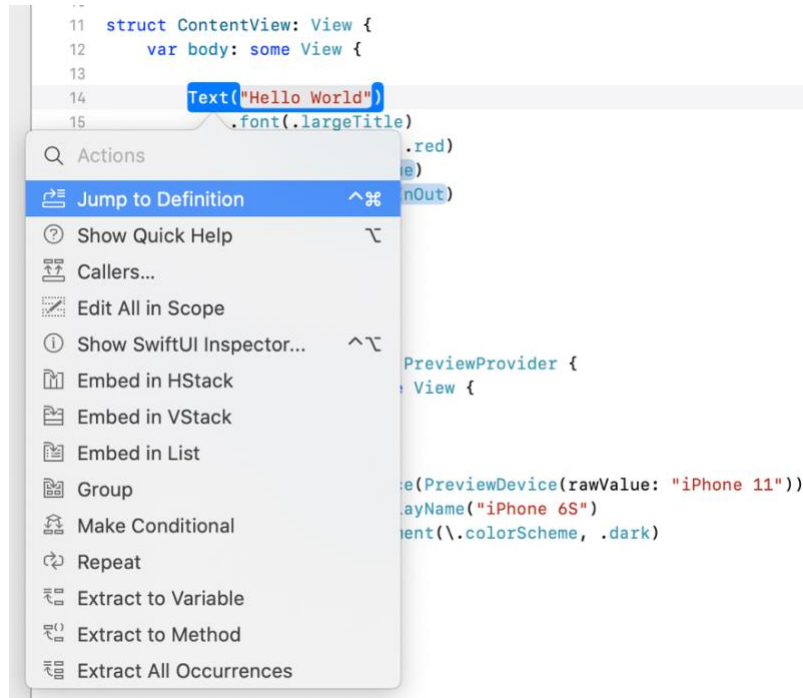 11 struct ContentView: View {
12 var body: some View {
13
14 Text("Hello World")
15 .font(.largeTitle)
.red)
Actions
)
Jump to Definition ^⌘
nOut)
Show Quick Help ⌥
Callers...
Edit All in Scope
Show SwiftUI Inspector... ^⌥
PreviewProvider {
Embed in HStack
View {
Embed in VStack
Embed in List
e(PreviewDevice(rawValue: "iPhone 11"))
Group
ayName("iPhone 6S")
Make Conditional
ent(\.colorScheme, .dark)
Repeat
Extract to Variable
Extract to Method
Extract All Occurrences